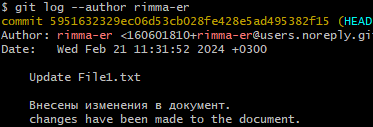 $ git log --author rimma-er
commit 5951632329ec06d53cb028fe428e5ad495382f15 (HEAD
Author: rimma-er <160601810+rimma-er@users.noreply.gi
Date:   Wed Feb 21 11:31:52 2024 +0300
Update File1.txt
Внесены изменения в документ.
changes have been made to the document.